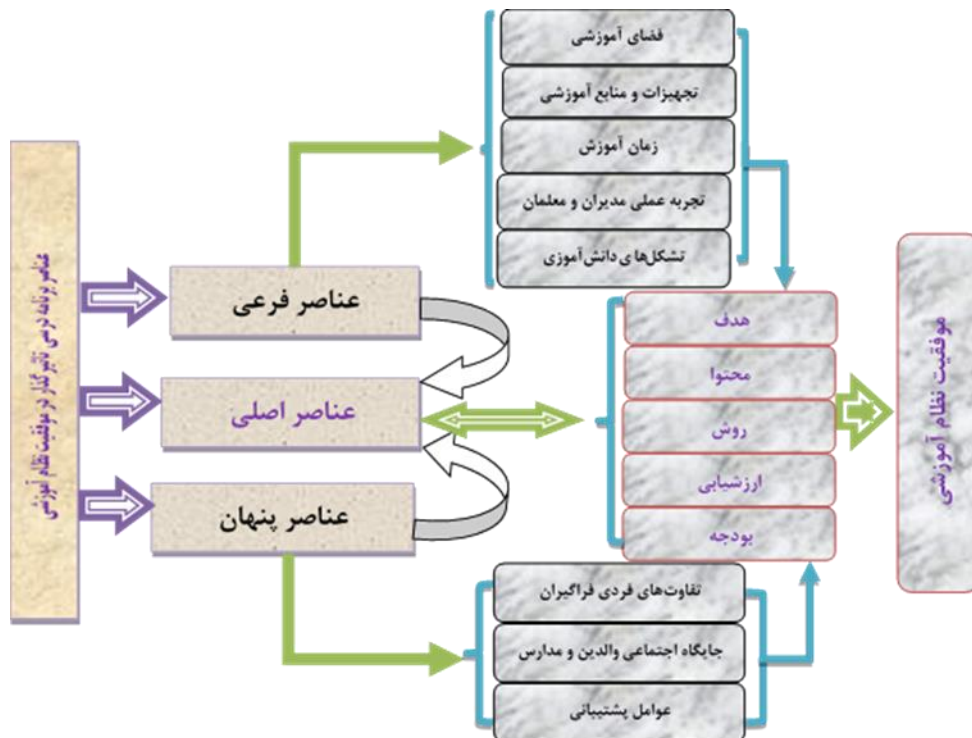 عناصر برنامه درسی تأثیرگذار در موفقیت نظام آموزشی
عناصر فرعی
عناصر اصلی
عناصر پنهان
فضای آموزشی
تجهیزات و منابع آموزشی
زمان آموزش
تجربه عملی مدیران و معلمان
تشکل‌های دانش‌آموزی
هدف
محتوا
روش
ارزشیابی
بودجه
تفاوت‌های فردی فراگیران
جایگاه اجتماعی والدین و مدارس
عوامل پشتیبانی
موفقیت نظام آموزشی